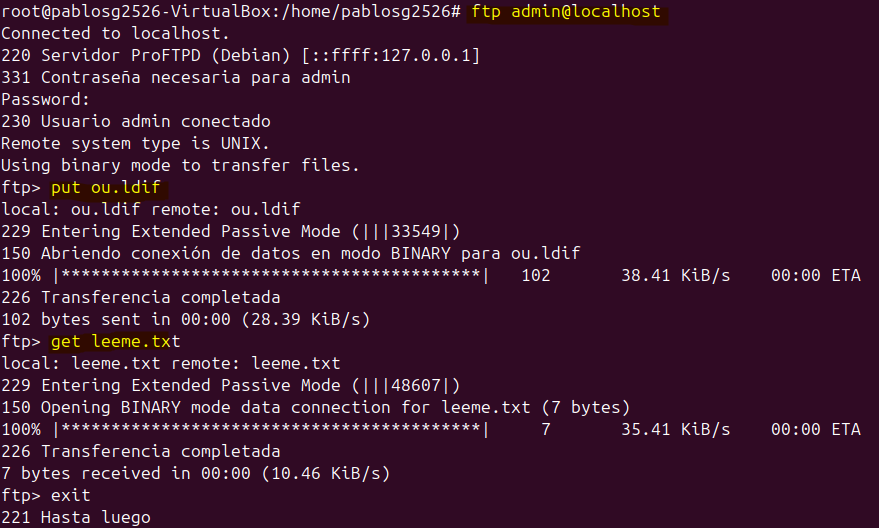 root@pablosg2526-VirtualBox:/home/pablosg2526# ftp admin@localhost
Connected to localhost.
220 Servidor ProFTPD (Debian) [::ffff:127.0.0.1]
331 Contraseña necesaria para admin
Password:
230 Usuario admin conectado
Remote system type is UNIX.
Using binary mode to transfer files.
ftp> put ou.ldif
local: ou.ldif remote: ou.ldif
229 Entering Extended Passive Mode (|||33549|)
150 Abriendo conexión de datos en modo BINARY para ou.ldif
100% |******************************************| 102 38.41 KiB/s 00:00 ETA
226 Transferencia completada
102 bytes sent in 00:00 (28.39 KiB/s)
ftp> get leeme.txt
local: leeme.txt remote: leeme.txt
229 Entering Extended Passive Mode (|||48607|)
150 Opening BINARY mode data connection for leeme.txt (7 bytes)
100% |******************************************| 7 35.41 KiB/s 00:00 ETA
226 Transferencia completada
7 bytes received in 00:00 (10.46 KiB/s)
ftp> exit
221 Hasta luego